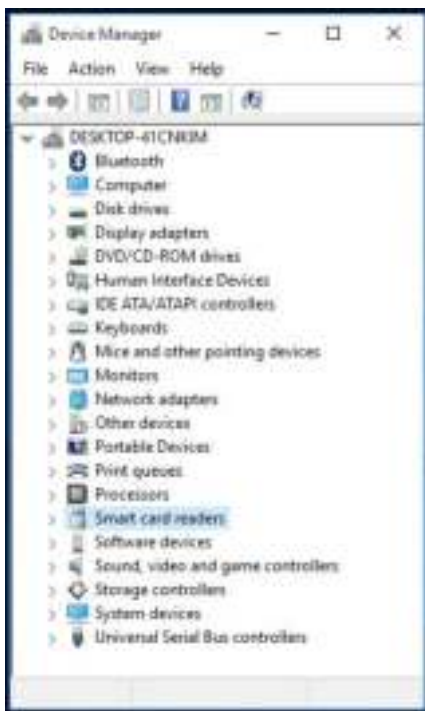 Device Manager
File Action View Help
DESKTOP-41CNKIM
Bluetooth
Computer
Disk drives
Display adapters
DVD/CD-ROM drives
Human Interface Devices
IDE ATA/ATAPI controllers
Keyboards
Mice and other pointing devices
Monitors
Network adapters
Other devices
Portable Devices
Print queues
Processors
Smart card readers
Software devices
Sound, video and game controllers
Storage controllers
System devices
Universal Serial Bus controllers